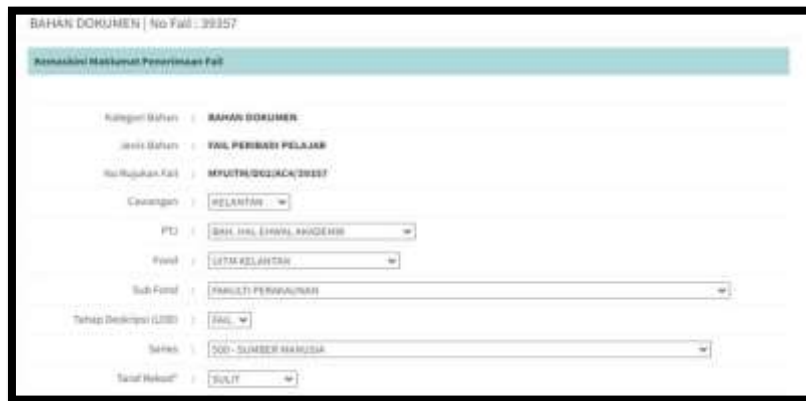 BAHAN DOKUMEN | No Fail : 39357
Kemaskini Maklumat Penerimaan Fail
Kategori Bahan : BAHAN DOKUMEN
Jenis Bahan : FAIL PERIBADI PELAJAR
No Rujukan Fail : MYUITM/D02/ACA/39357
Cawangan : KELANTAN
PTJ : BAH. HAL EHWAL AKADEMIK
Fond : UITM KELANTAN
Sub Fond : FAKULTI PERAKAUNAN
Tahap Deskripsi (LOD) : FAIL
Series : 500 - SUMBER MANUSIA
Taraf Rekod* : SULIT